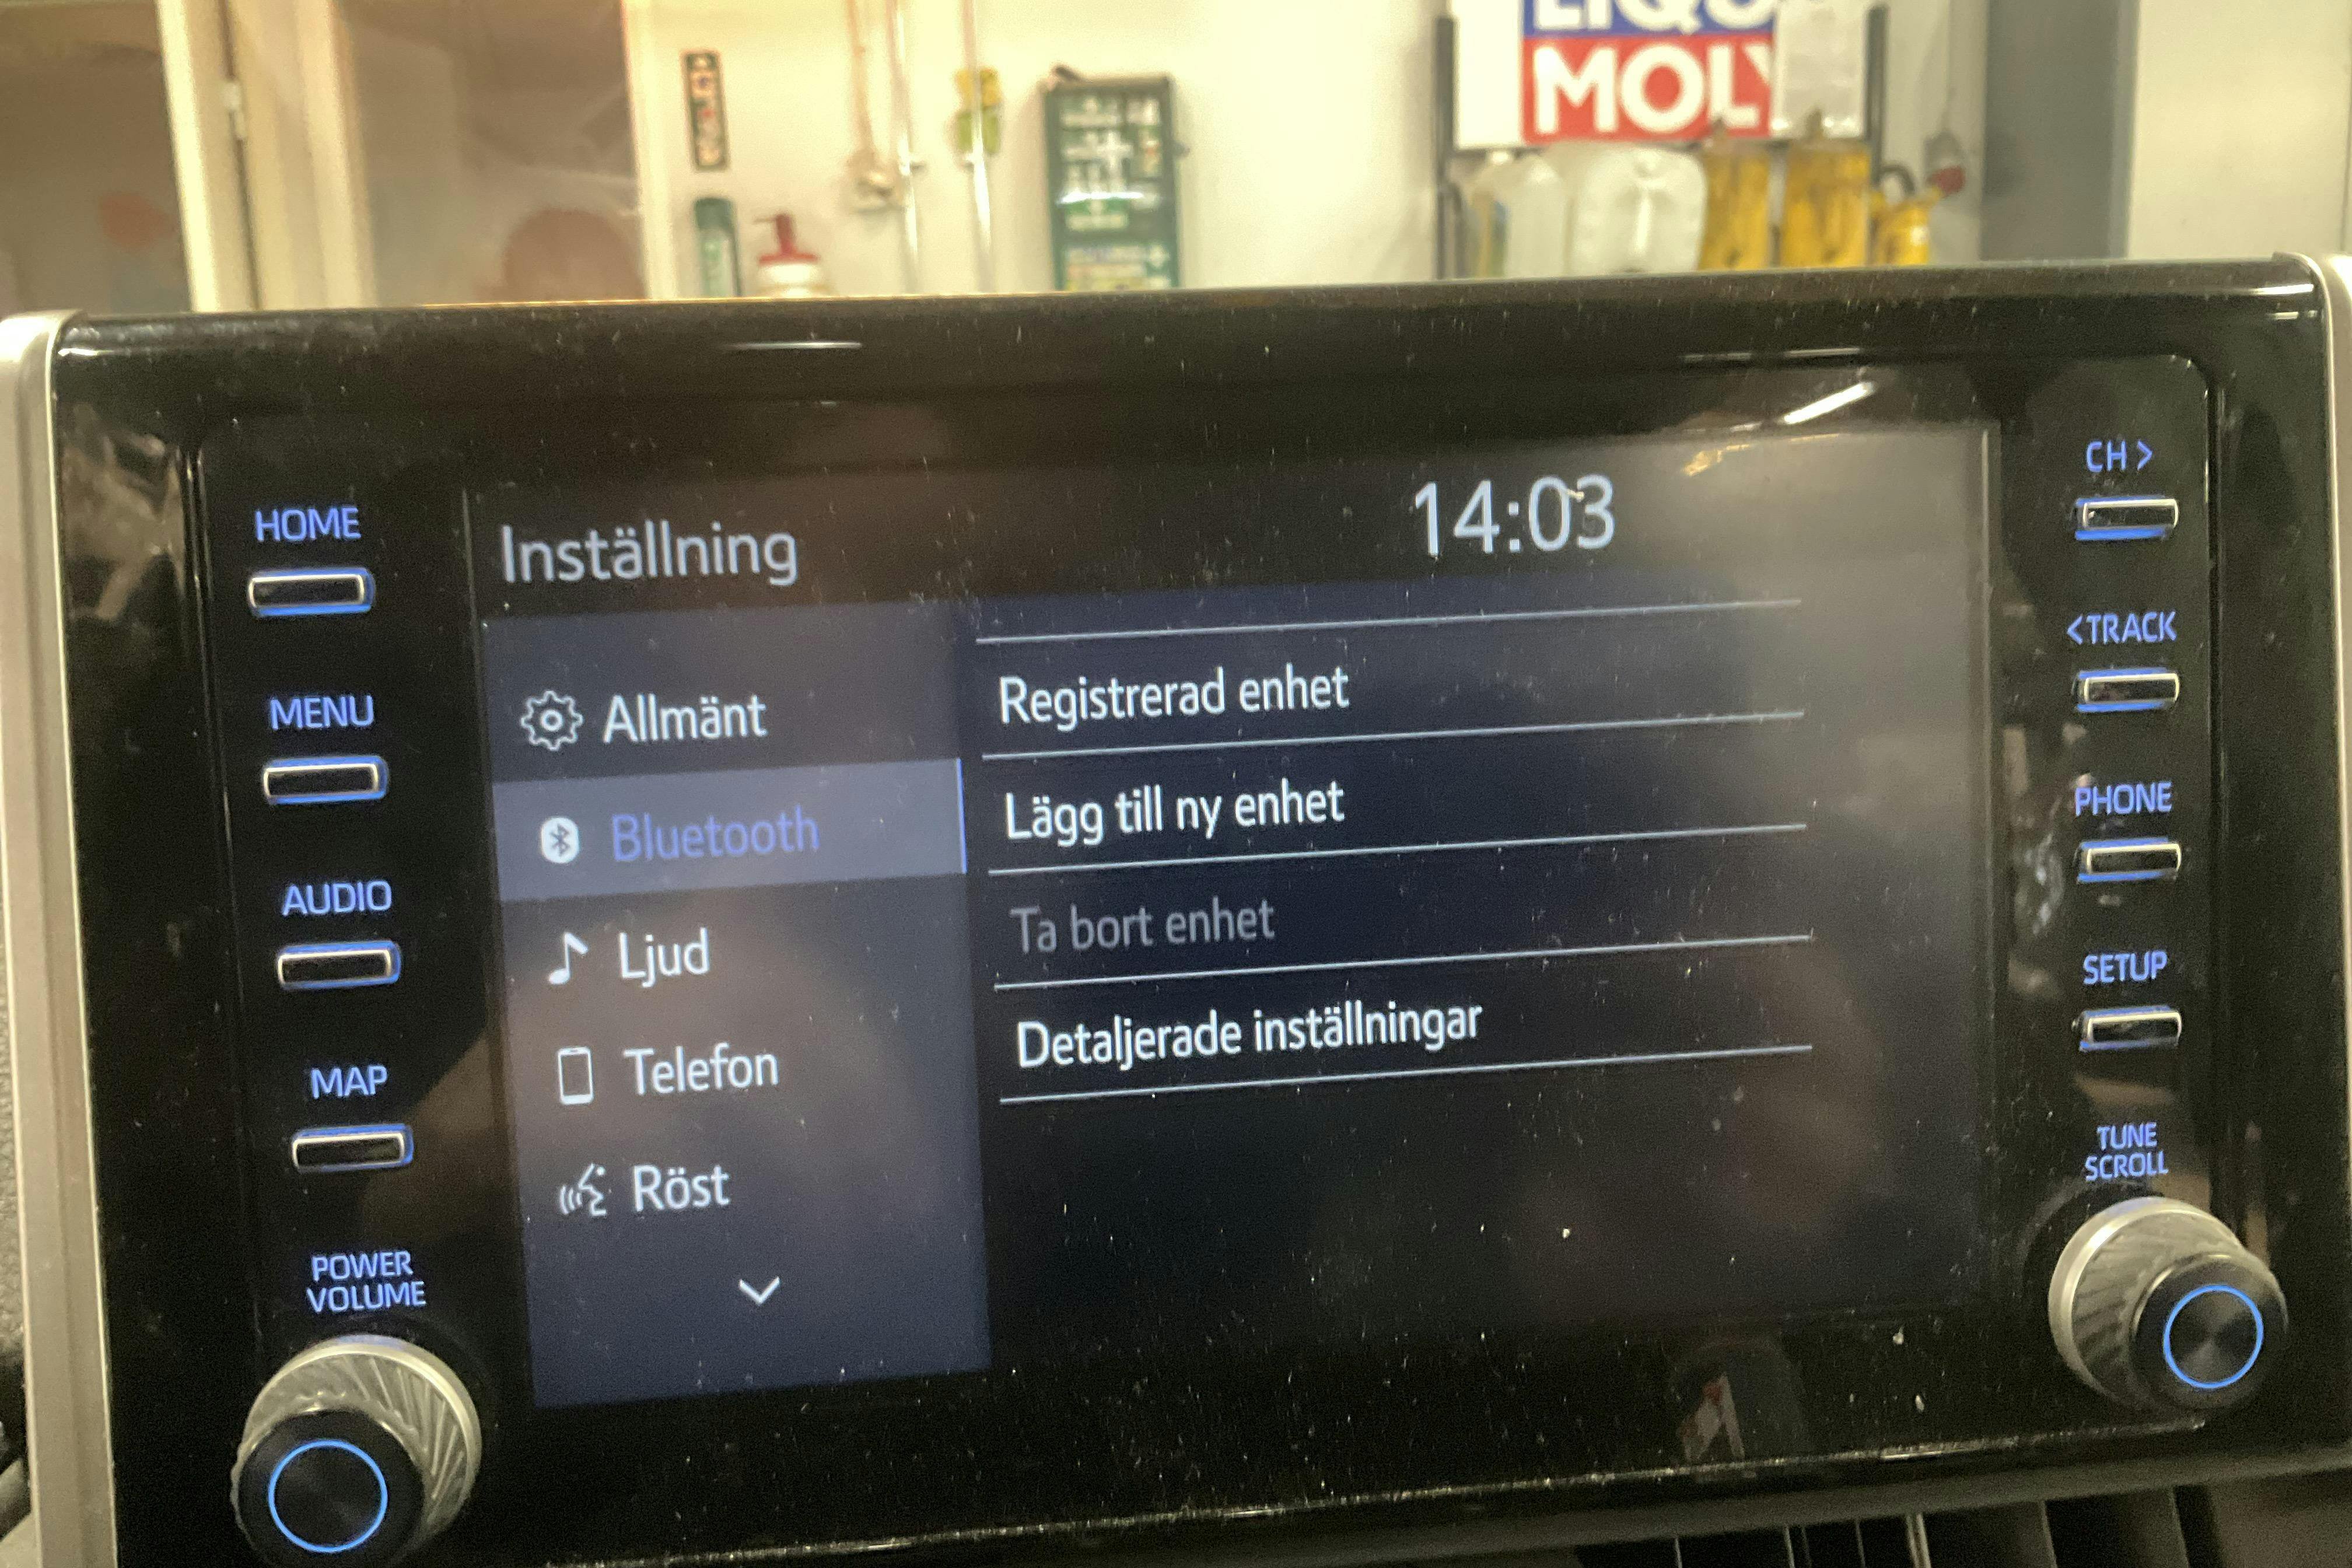 LIQUI
MOLY
HOME
MENU
AUDIO
MAP
POWER
VOLUME
Inställning
14:03
Allmänt
Bluetooth
Ljud
Telefon
Röst
Registrerad enhet
Lägg till ny enhet
Ta bort enhet
Detaljerade inställningar
CH >
< TRACK
PHONE
SETUP
TUNE
SCROLL